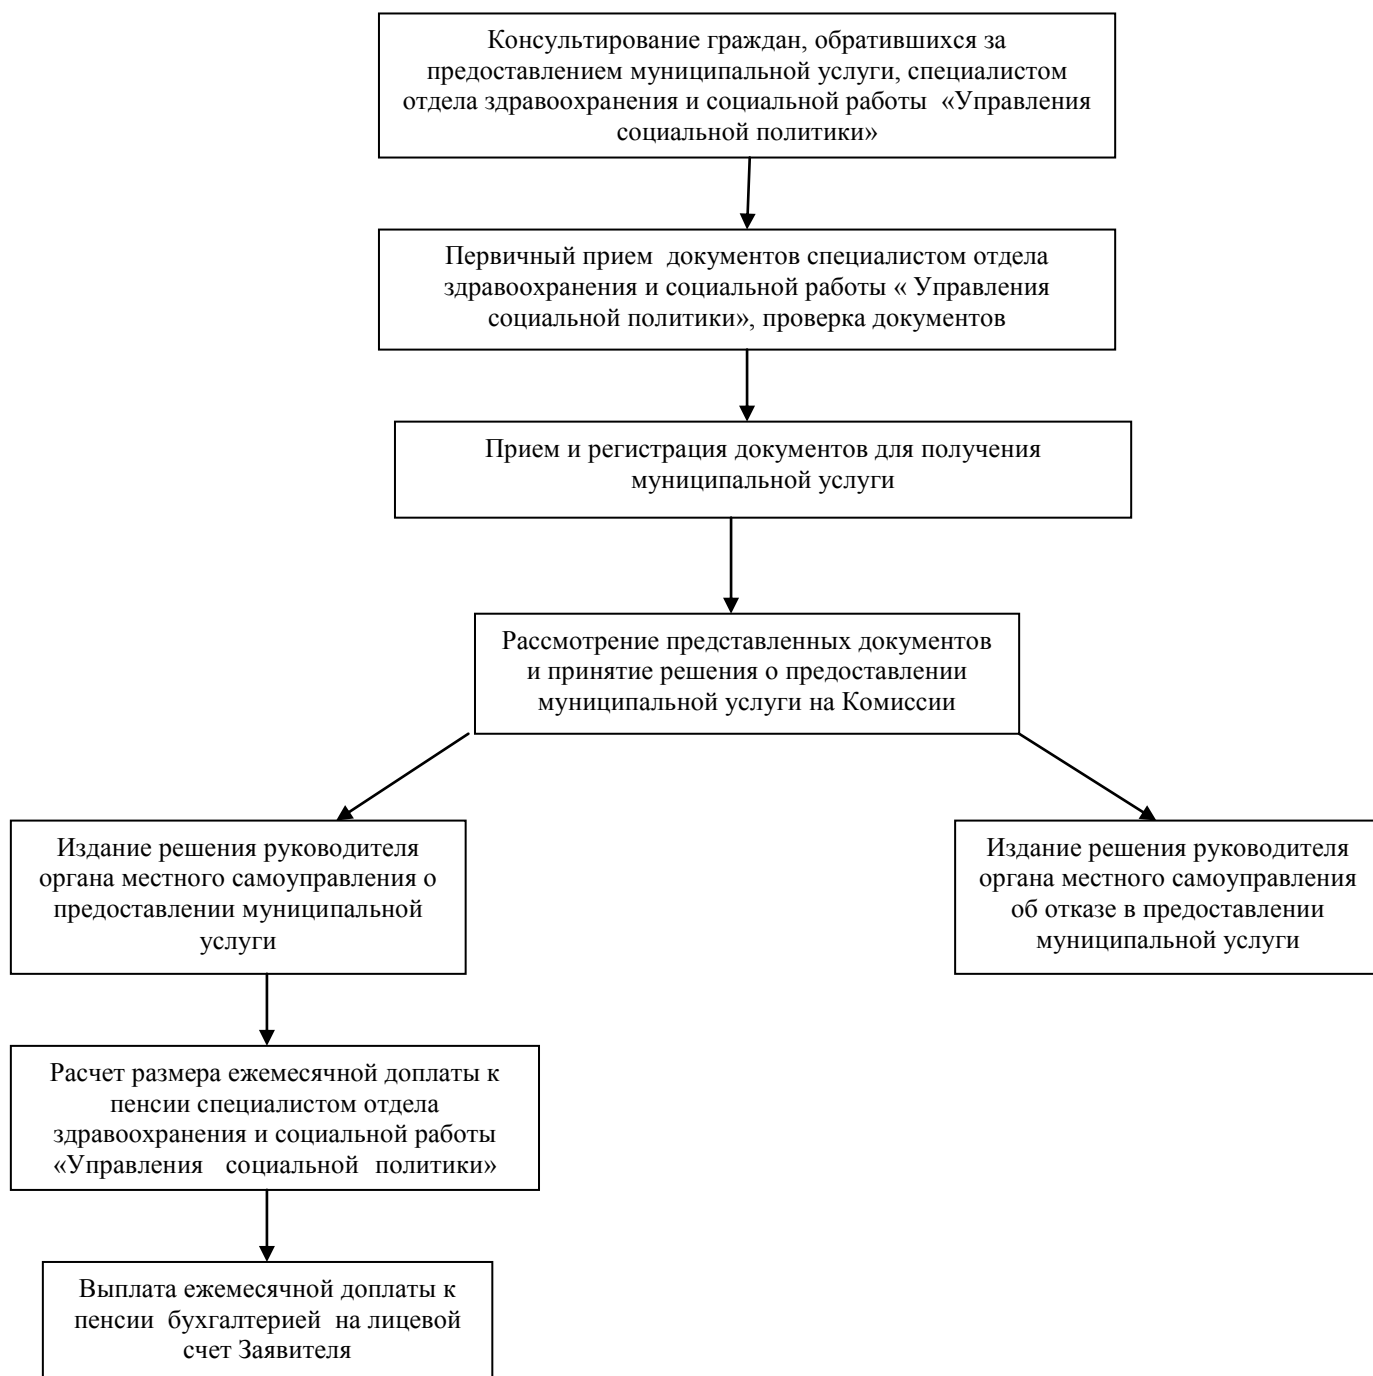 Консультирование граждан, обратившихся за
предоставлением муниципальной услуги, специалистом
отдела здравоохранения и социальной работы «Управления
социальной политики»
Первичный прием документов специалистом отдела
здравоохранения и социальной работы « Управления
социальной политики», проверка документов
Прием и регистрация документов для получения
муниципальной услуги
Рассмотрение представленных документов
и принятие решения о предоставлении
муниципальной услуги на Комиссии
Издание решения руководителя
органа местного самоуправления о
предоставлении муниципальной
услуги
Издание решения руководителя
органа местного самоуправления
об отказе в предоставлении
муниципальной услуги
Расчет размера ежемесячной доплаты к
пенсии специалистом отдела
здравоохранения и социальной работы
«Управления социальной политики»
Выплата ежемесячной доплаты к
пенсии бухгалтерией на лицевой
счет Заявителя